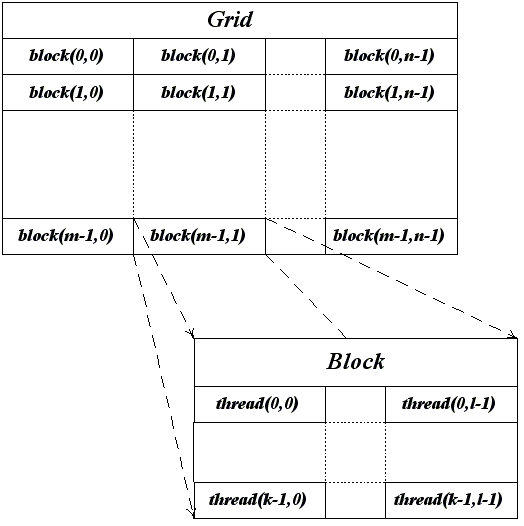 Grid
block(0,0) block(0,1) block(0,n-1)
block(1,0) block(1,1) block(1,n-1)
block(m-1,0) block(m-1,1) block(m-1,n-1)
Block
thread(0,0) thread(0,l-1)
thread(k-1,0) thread(k-1,l-1)